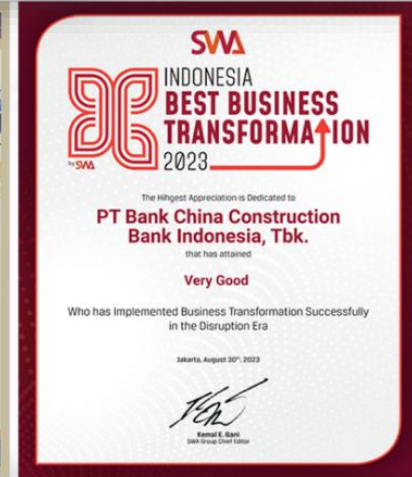 SWA
INDONESIA
BEST BUSINESS
TRANSFORMATION
2023
by SWA
The Hihgest Appreciation is Dedicated to
PT Bank China Construction
Bank Indonesia, Tbk.
that has attained
Very Good
Who has Implemented Business Transformation Successfully
in the Disruption Era
Jakarta, August 30th, 2023
Kemal E. Gani
SWA Group Chief Editor